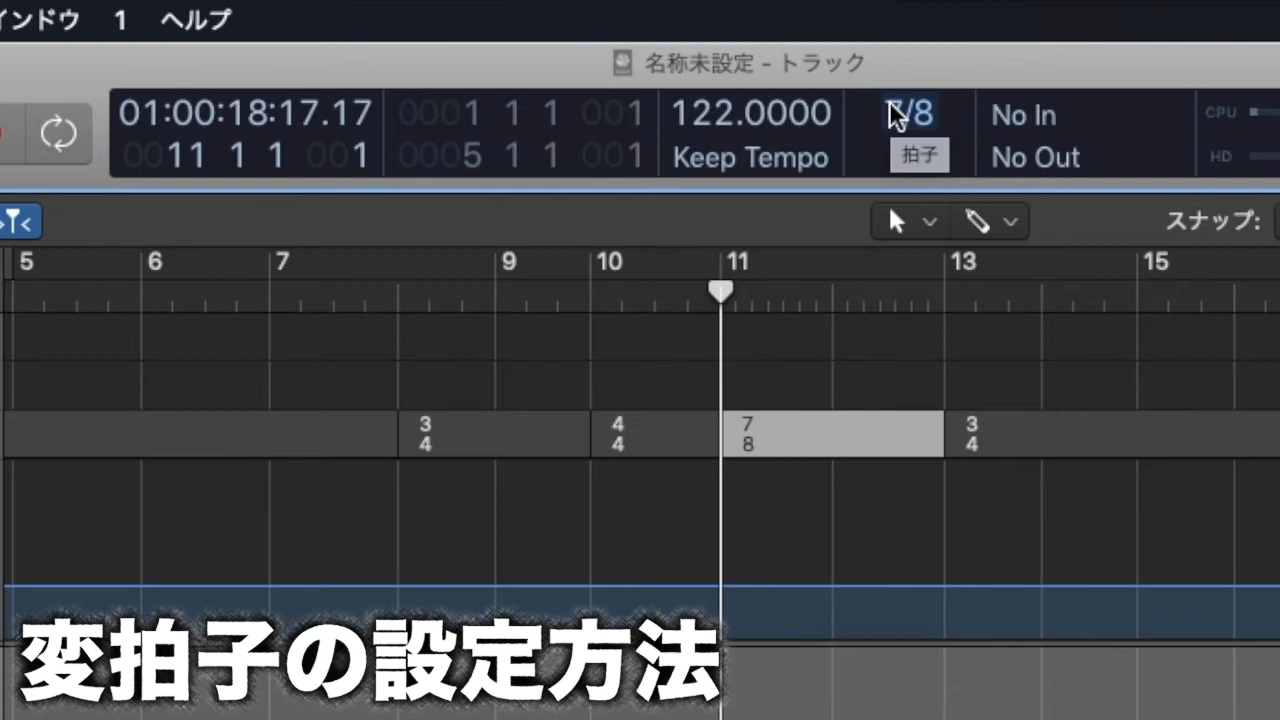 インドウ 1 ヘルプ
名称未設定 - トラック
01:00:18:17.17 0001 1 1 001 122.0000 7/8 No In CPU
0011 1 1 001 0005 1 1 001 Keep Tempo 拍子 No Out HD
スナップ:
5 6 7 9 10 11 13 15
3 4 7 3
4 4 8 4
変拍子の設定方法